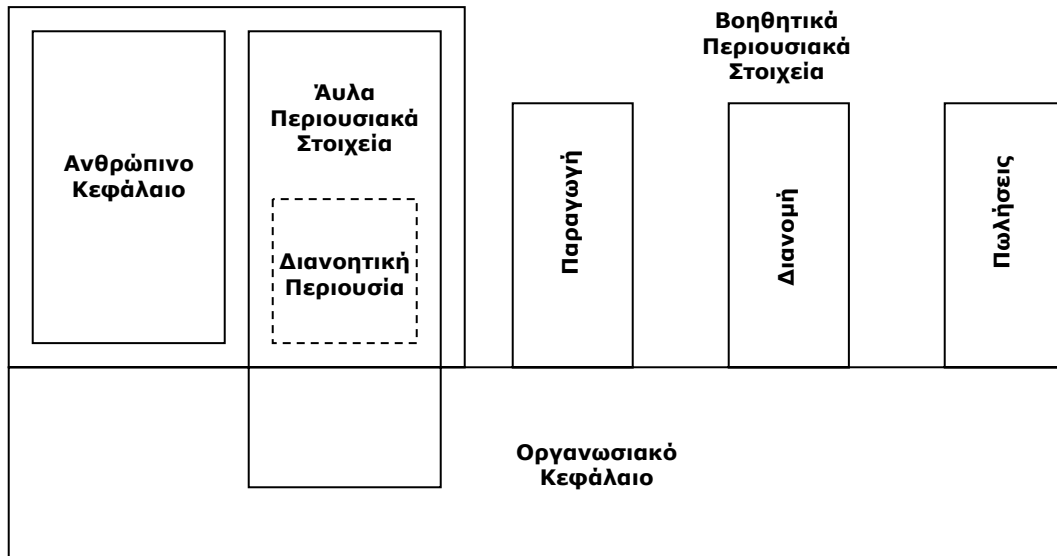 Βοηθητικά
Περιουσιακά
Στοιχεία
Άυλα
Περιουσιακά
Στοιχεία
Ανθρώπινο
Κεφάλαιο
Διανοητική
Περιουσία
Παραγωγή
Διανομή
Πωλήσεις
Οργανωσιακό
Κεφάλαιο